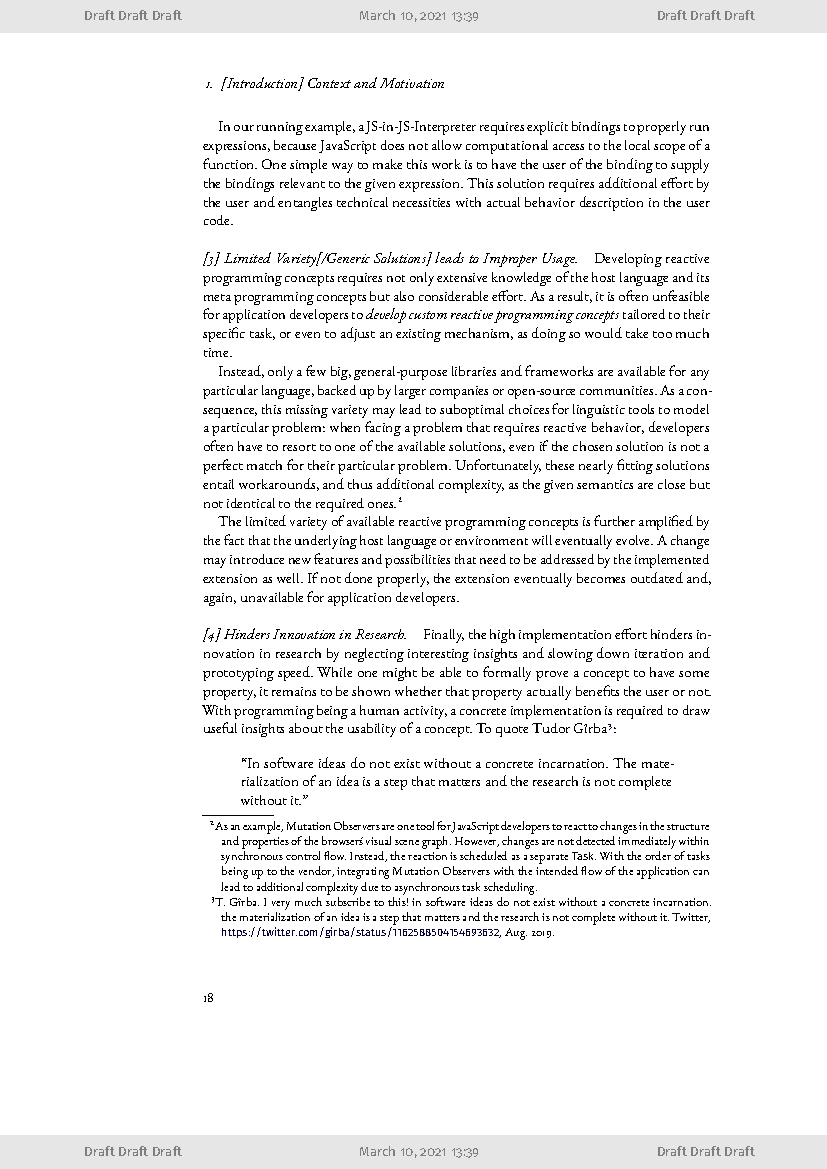 Draft Draft Draft March 10, 2021 13:39 Draft Draft Draft
1. [Introduction] Context and Motivation
In our running example, a JS-in-JS-Interpreter requires explicit bindings to properly run
expressions, because JavaScript does not allow computational access to the local scope of a
function. One simple way to make this work is to have the user of the binding to supply
the bindings relevant to the given expression. This solution requires additional effort by
the user and entangles technical necessities with actual behavior description in the user
code.
[3] Limited Variety[/Generic Solutions] leads to Improper Usage. Developing reactive
programming concepts requires not only extensive knowledge of the host language and its
meta programming concepts but also considerable effort. As a result, it is often unfeasible
for application developers to develop custom reactive programming concepts tailored to their
specific task, or even to adjust an existing mechanism, as doing so would take too much
time.
Instead, only a few big, general-purpose libraries and frameworks are available for any
particular language, backed up by larger companies or open-source communities. As a con-
sequence, this missing variety may lead to suboptimal choices for linguistic tools to model
a particular problem: when facing a problem that requires reactive behavior, developers
often have to resort to one of the available solutions, even if the chosen solution is not a
perfect match for their particular problem. Unfortunately, these nearly fitting solutions
entail workarounds, and thus additional complexity, as the given semantics are close but
not identical to the required ones.²
The limited variety of available reactive programming concepts is further amplified by
the fact that the underlying host language or environment will eventually evolve. A change
may introduce new features and possibilities that need to be addressed by the implemented
extension as well. If not done properly, the extension eventually becomes outdated and,
again, unavailable for application developers.
[4] Hinders Innovation in Research. Finally, the high implementation effort hinders in-
novation in research by neglecting interesting insights and slowing down iteration and
prototyping speed. While one might be able to formally prove a concept to have some
property, it remains to be shown whether that property actually benefits the user or not.
With programming being a human activity, a concrete implementation is required to draw
useful insights about the usability of a concept. To quote Tudor Gîrba³:
“In software ideas do not exist without a concrete incarnation. The mate-
rialization of an idea is a step that matters and the research is not complete
without it.”
²As an example, Mutation Observers are one tool for JavaScript developers to react to changes in the structure
and properties of the browsers' visual scene graph. However, changes are not detected immediately within
synchronous control flow. Instead, the reaction is scheduled as a separate Task. With the order of tasks
being up to the vendor, integrating Mutation Observers with the intended flow of the application can
lead to additional complexity due to asynchronous task scheduling.
³T. Gîrba. I very much subscribe to this! in software ideas do not exist without a concrete incarnation.
the materialization of an idea is a step that matters and the research is not complete without it. Twitter,
https://twitter.com/girba/status/1162588504154693632, Aug. 2019.
18
Draft Draft Draft March 10, 2021 13:39 Draft Draft Draft